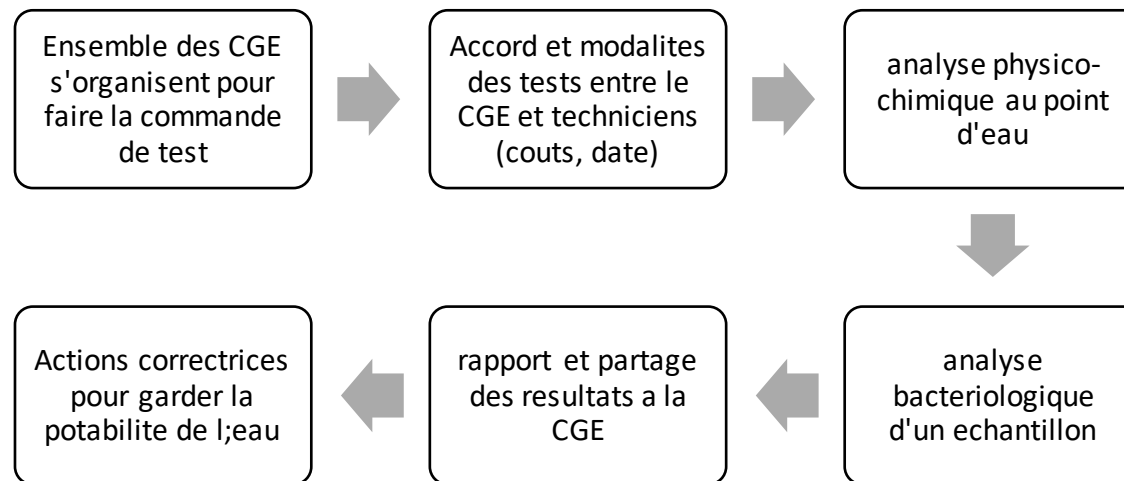 Ensemble des CGE
s'organisent pour
faire la commande
de test
Accord et modalites
des tests entre le
CGE et techniciens
(couts, date)
analyse physico-
chimique au point
d'eau
analyse
bacteriologique
d'un echantillon
rapport et partage
des resultats a la
CGE
Actions correctrices
pour garder la
potabilite de l;eau